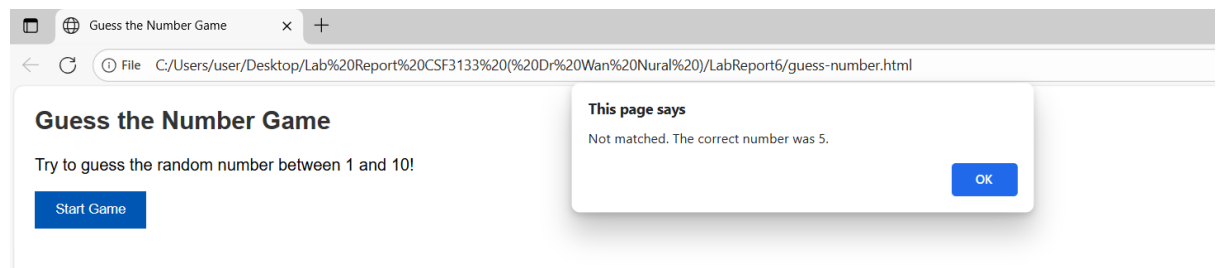 Guess the Number Game
File C:/Users/user/Desktop/Lab%20Report%20CSF3133%20(%20Dr%20Wan%20Nural%20)/LabReport6/guess-number.html
This page says
Not matched. The correct number was 5.
OK
Guess the Number Game
Try to guess the random number between 1 and 10!
Start Game